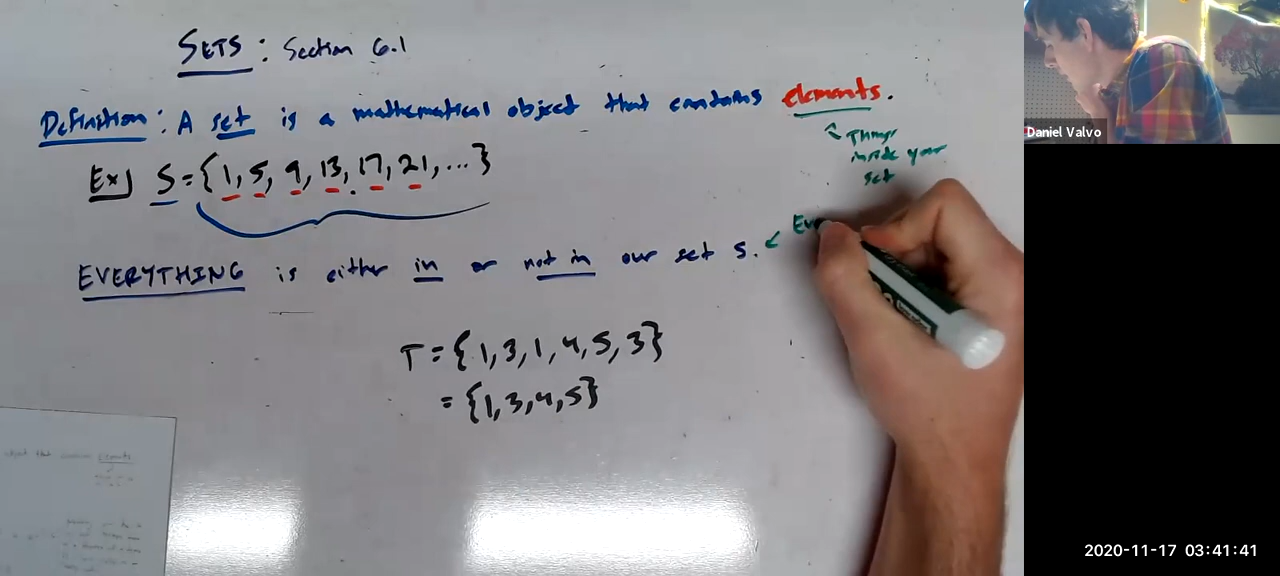 SETS: Section 6.1
Definition: A set is a mathematical object that contains elements.
Things
inside your
set
Ex] S = {1, 5, 9, 13, 17, 21, ...}
EVERYTHING is either in or not in our set S.
T = {1, 3, 1, 4, 5, 3}
= {1, 3, 4, 5}
Daniel Valvo
2020-11-17 03:41:41